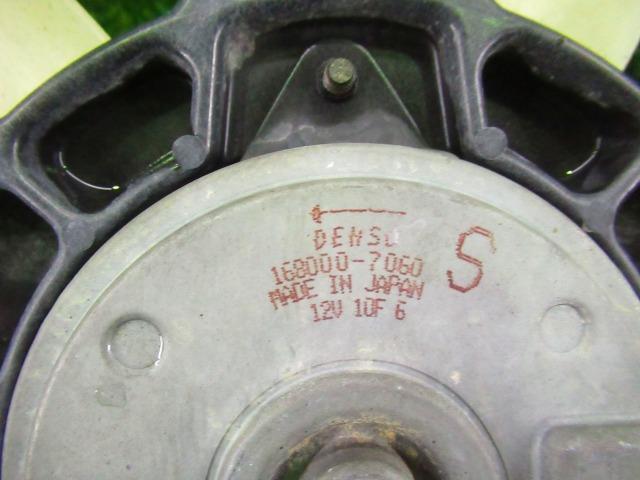 DENSO
168000-7060
MADE IN JAPAN
12V 10F 6
S